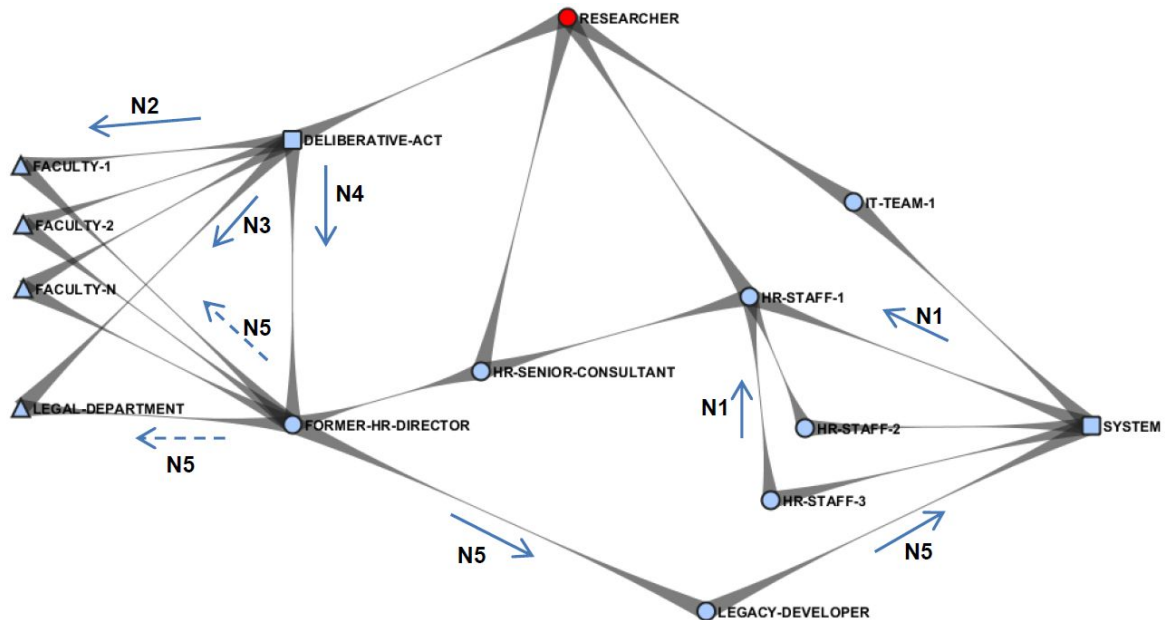 RESEARCHER
N2
DELIBERATIVE-ACT
FACULTY-1
N4
IT-TEAM-1
N3
FACULTY-2
FACULTY-N
HR-STAFF-1
N1
N5
HR-SENIOR-CONSULTANT
N1
LEGAL-DEPARTMENT
FORMER-HR-DIRECTOR
HR-STAFF-2
SYSTEM
N5
HR-STAFF-3
N5
N5
LEGACY-DEVELOPER